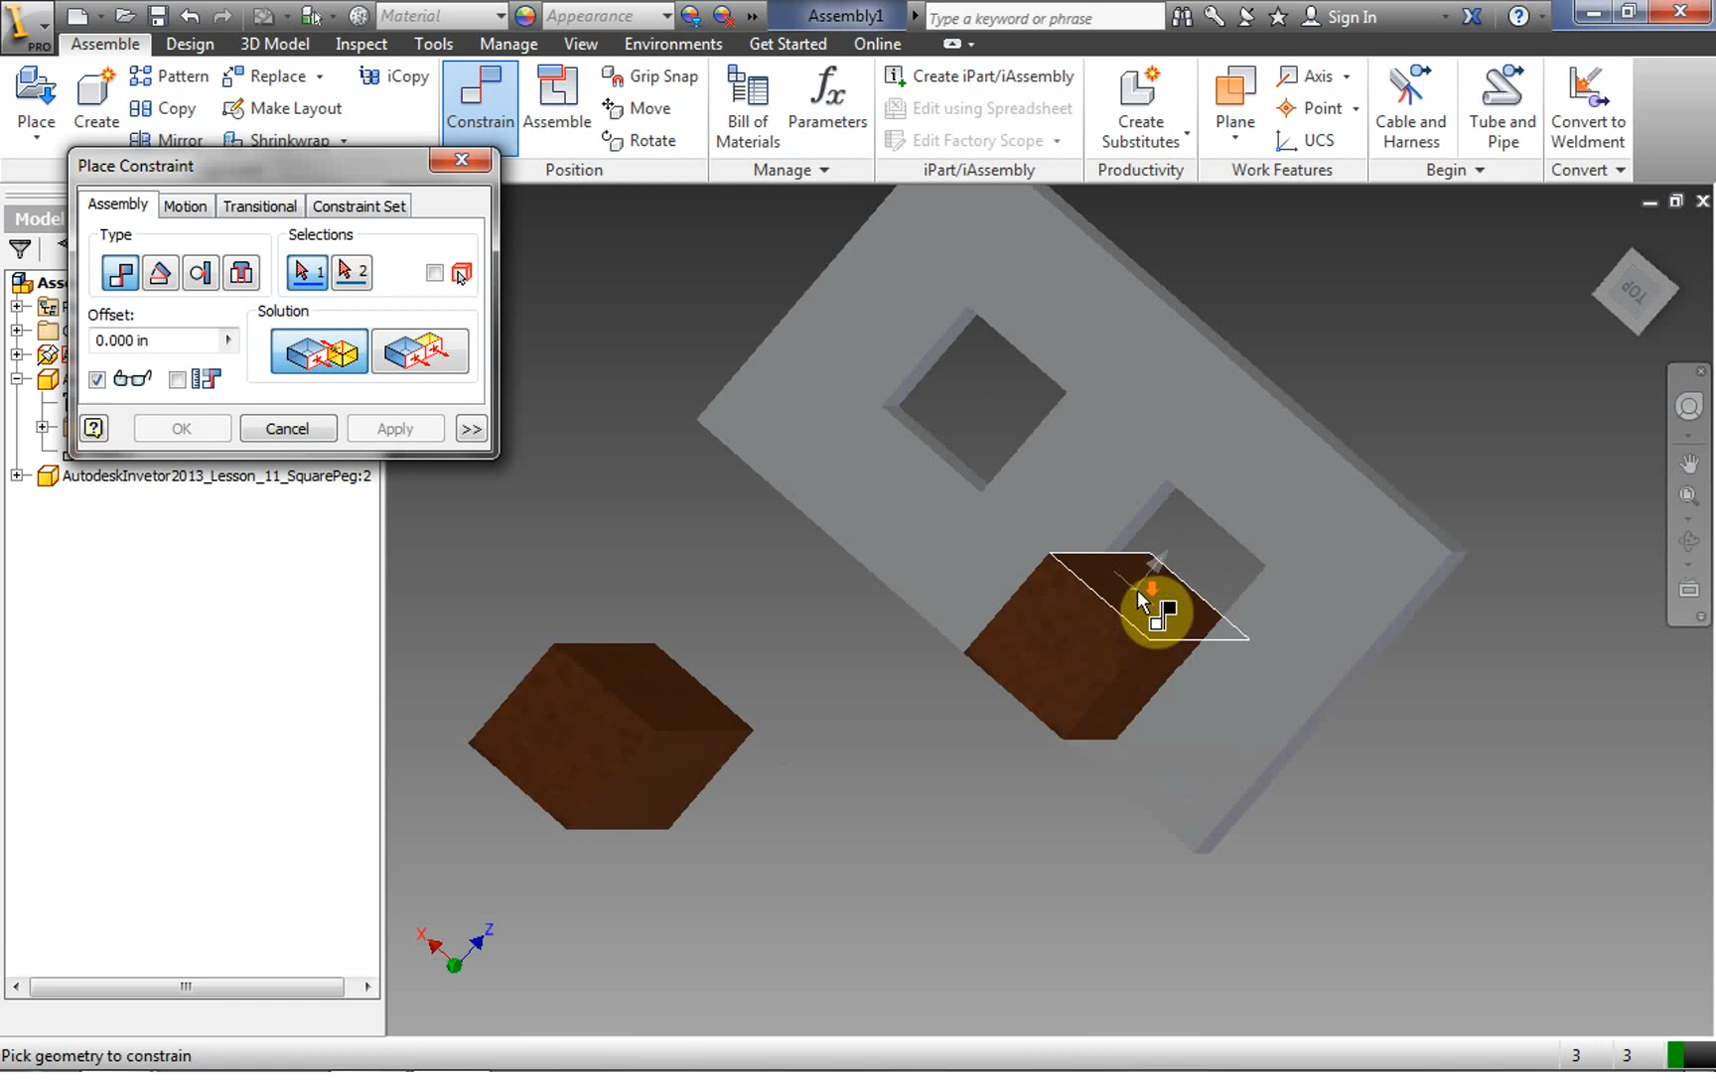 Material
Appearance
Assembly1
Type a keyword or phrase
Sign In
PRO
Assemble
Design
3D Model
Inspect
Tools
Manage
View
Environments
Get Started
Online
Place
Create
Pattern
Copy
Mirror
Replace
Make Layout
Shrinkwrap
iCopy
Constrain
Assemble
Grip Snap
Move
Rotate
Bill of
Materials
fx
Parameters
Create iPart/iAssembly
Edit using Spreadsheet
Edit Factory Scope
Create
Substitutes
Plane
Axis
Point
UCS
Cable and
Harness
Tube and
Pipe
Convert to
Weldment
Position
Manage
iPart/iAssembly
Productivity
Work Features
Begin
Convert
Model
Place Constraint
Assembly
Motion
Transitional
Constraint Set
Type
Selections
1
2
Offset:
0.000 in
Solution
OK
Cancel
Apply
>>
Ass
AutodeskInvetor2013_Lesson_11_SquarePeg:2
TOP
X
Z
Pick geometry to constrain
3
3